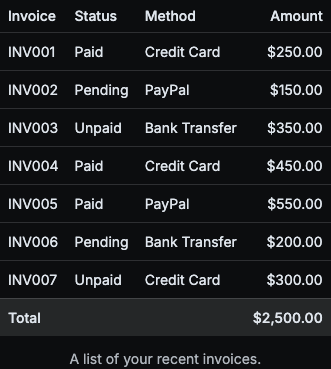 Invoice Status Method Amount
INV001 Paid Credit Card $250.00
INV002 Pending PayPal $150.00
INV003 Unpaid Bank Transfer $350.00
INV004 Paid Credit Card $450.00
INV005 Paid PayPal $550.00
INV006 Pending Bank Transfer $200.00
INV007 Unpaid Credit Card $300.00
Total $2,500.00
A list of your recent invoices.